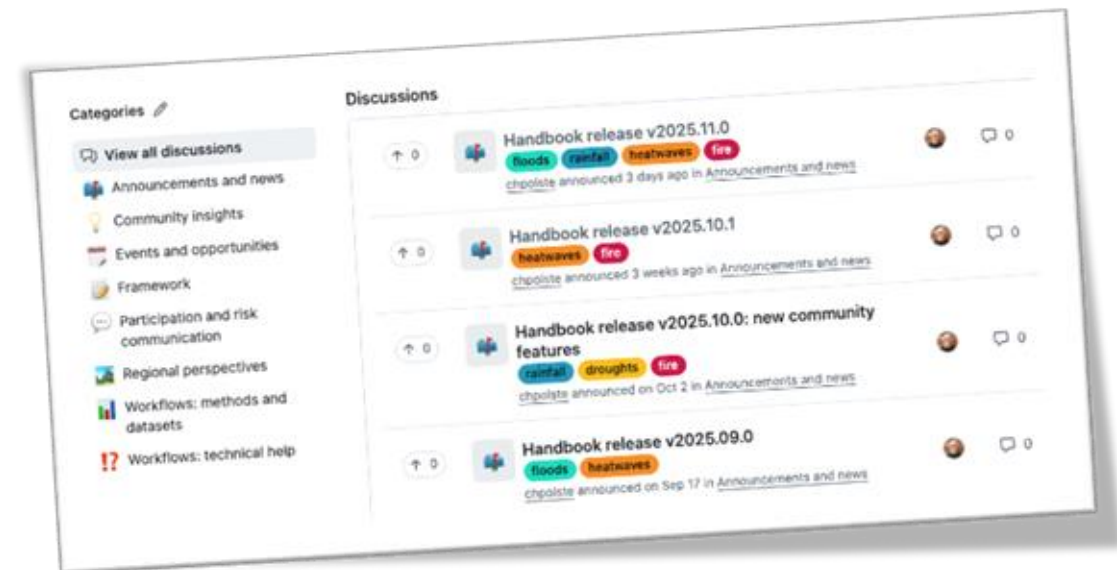 Categories
View all discussions
Announcements and news
Community insights
Events and opportunities
Framework
Participation and risk
communication
Regional perspectives
Workflows: methods and
datasets
Workflows: technical help
Discussions
↑ 0
Handbook release v2025.11.0
0
floods rainfall heatwaves fire
chpolste announced 3 days ago in Announcements and news
↑ 0
Handbook release v2025.10.1
0
heatwaves fire
chpolste announced 3 weeks ago in Announcements and news
↑ 0
Handbook release v2025.10.0: new community
features
0
rainfall droughts fire
chpolste announced on Oct 2 in Announcements and news
↑ 0
Handbook release v2025.09.0
0
floods heatwaves
chpolste announced on Sep 17 in Announcements and news